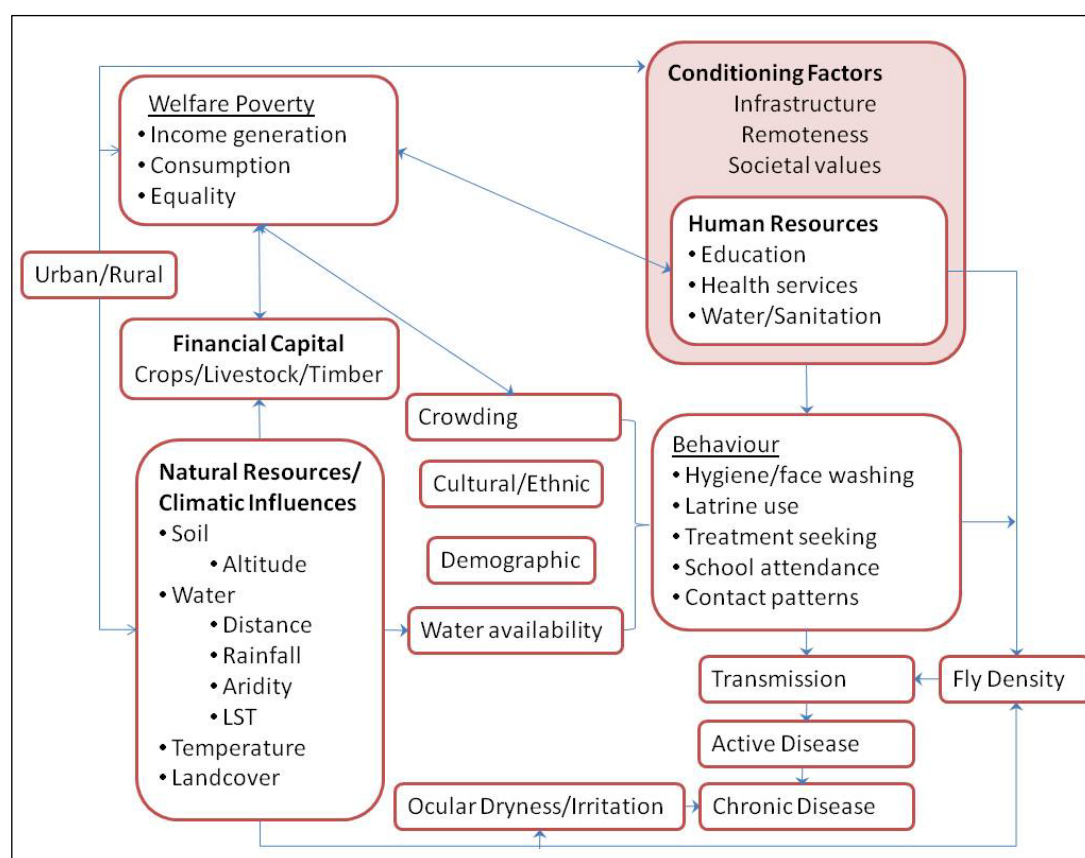 Welfare Poverty
• Income generation
• Consumption
• Equality
Conditioning Factors
Infrastructure
Remoteness
Societal values
Human Resources
• Education
• Health services
• Water/Sanitation
Urban/Rural
Financial Capital
Crops/Livestock/Timber
Natural Resources/
Climatic Influences
• Soil
• Altitude
• Water
• Distance
• Rainfall
• Aridity
• LST
• Temperature
• Landcover
Crowding
Cultural/Ethnic
Demographic
Water availability
Behaviour
• Hygiene/face washing
• Latrine use
• Treatment seeking
• School attendance
• Contact patterns
Transmission
Fly Density
Active Disease
Ocular Dryness/Irritation
Chronic Disease